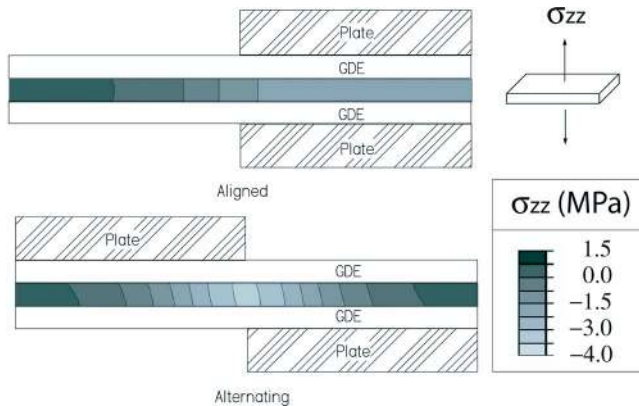 σzz
Plate
GDE
GDE
Plate
Aligned
Plate
GDE
GDE
Plate
Alternating
σzz (MPa)
1.5
0.0
−1.5
−3.0
−4.0